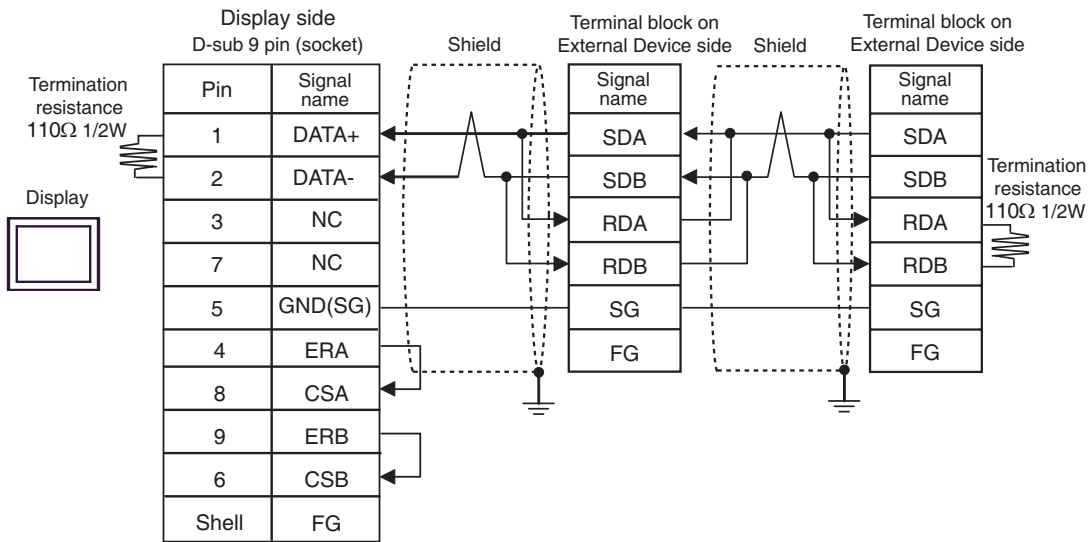 Display side
D-sub 9 pin (socket)
Shield
Terminal block on
External Device side
Shield
Terminal block on
External Device side
Termination
resistance
110Ω 1/2W
Display
Pin Signal name
1 DATA+
2 DATA-
3 NC
7 NC
5 GND(SG)
4 ERA
8 CSA
9 ERB
6 CSB
Shell FG
Signal
name
SDA
SDB
RDA
RDB
SG
FG
Signal
name
SDA
SDB
RDA
RDB
SG
FG
Termination
resistance
110Ω 1/2W